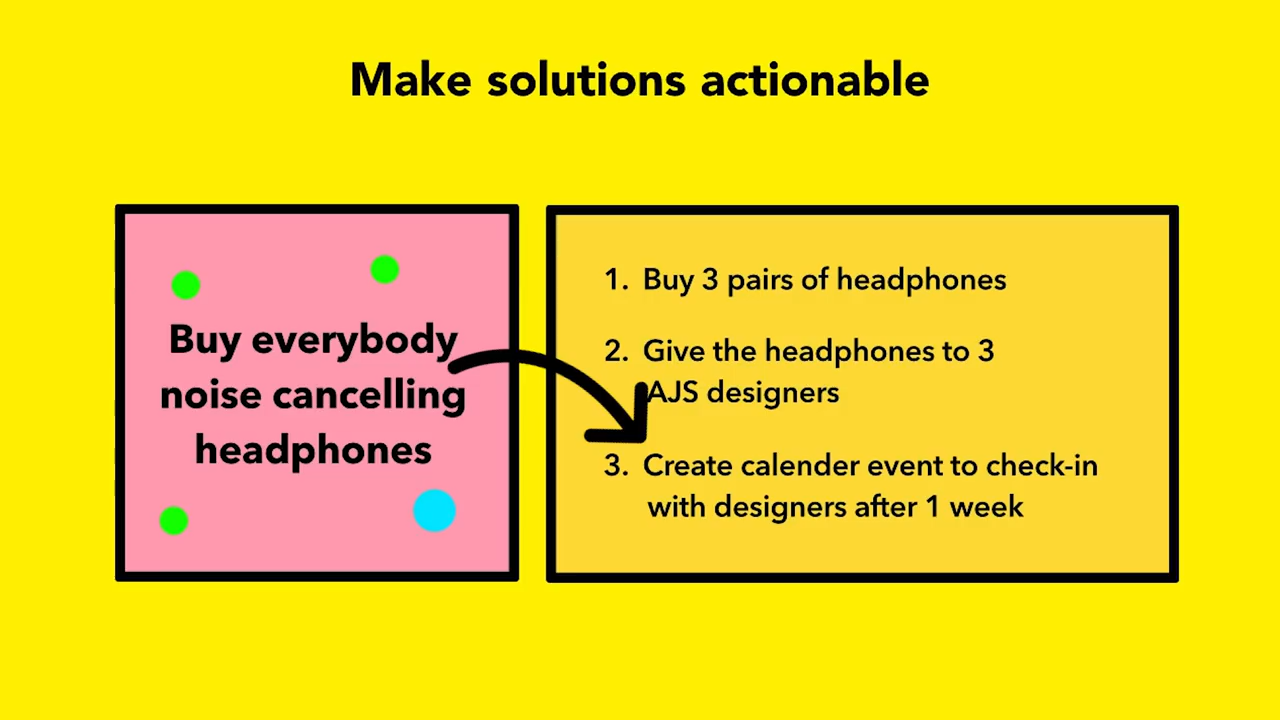 Make solutions actionable
Buy everybody
noise cancelling
headphones
1. Buy 3 pairs of headphones
2. Give the headphones to 3
AJS designers
3. Create calender event to check-in
with designers after 1 week